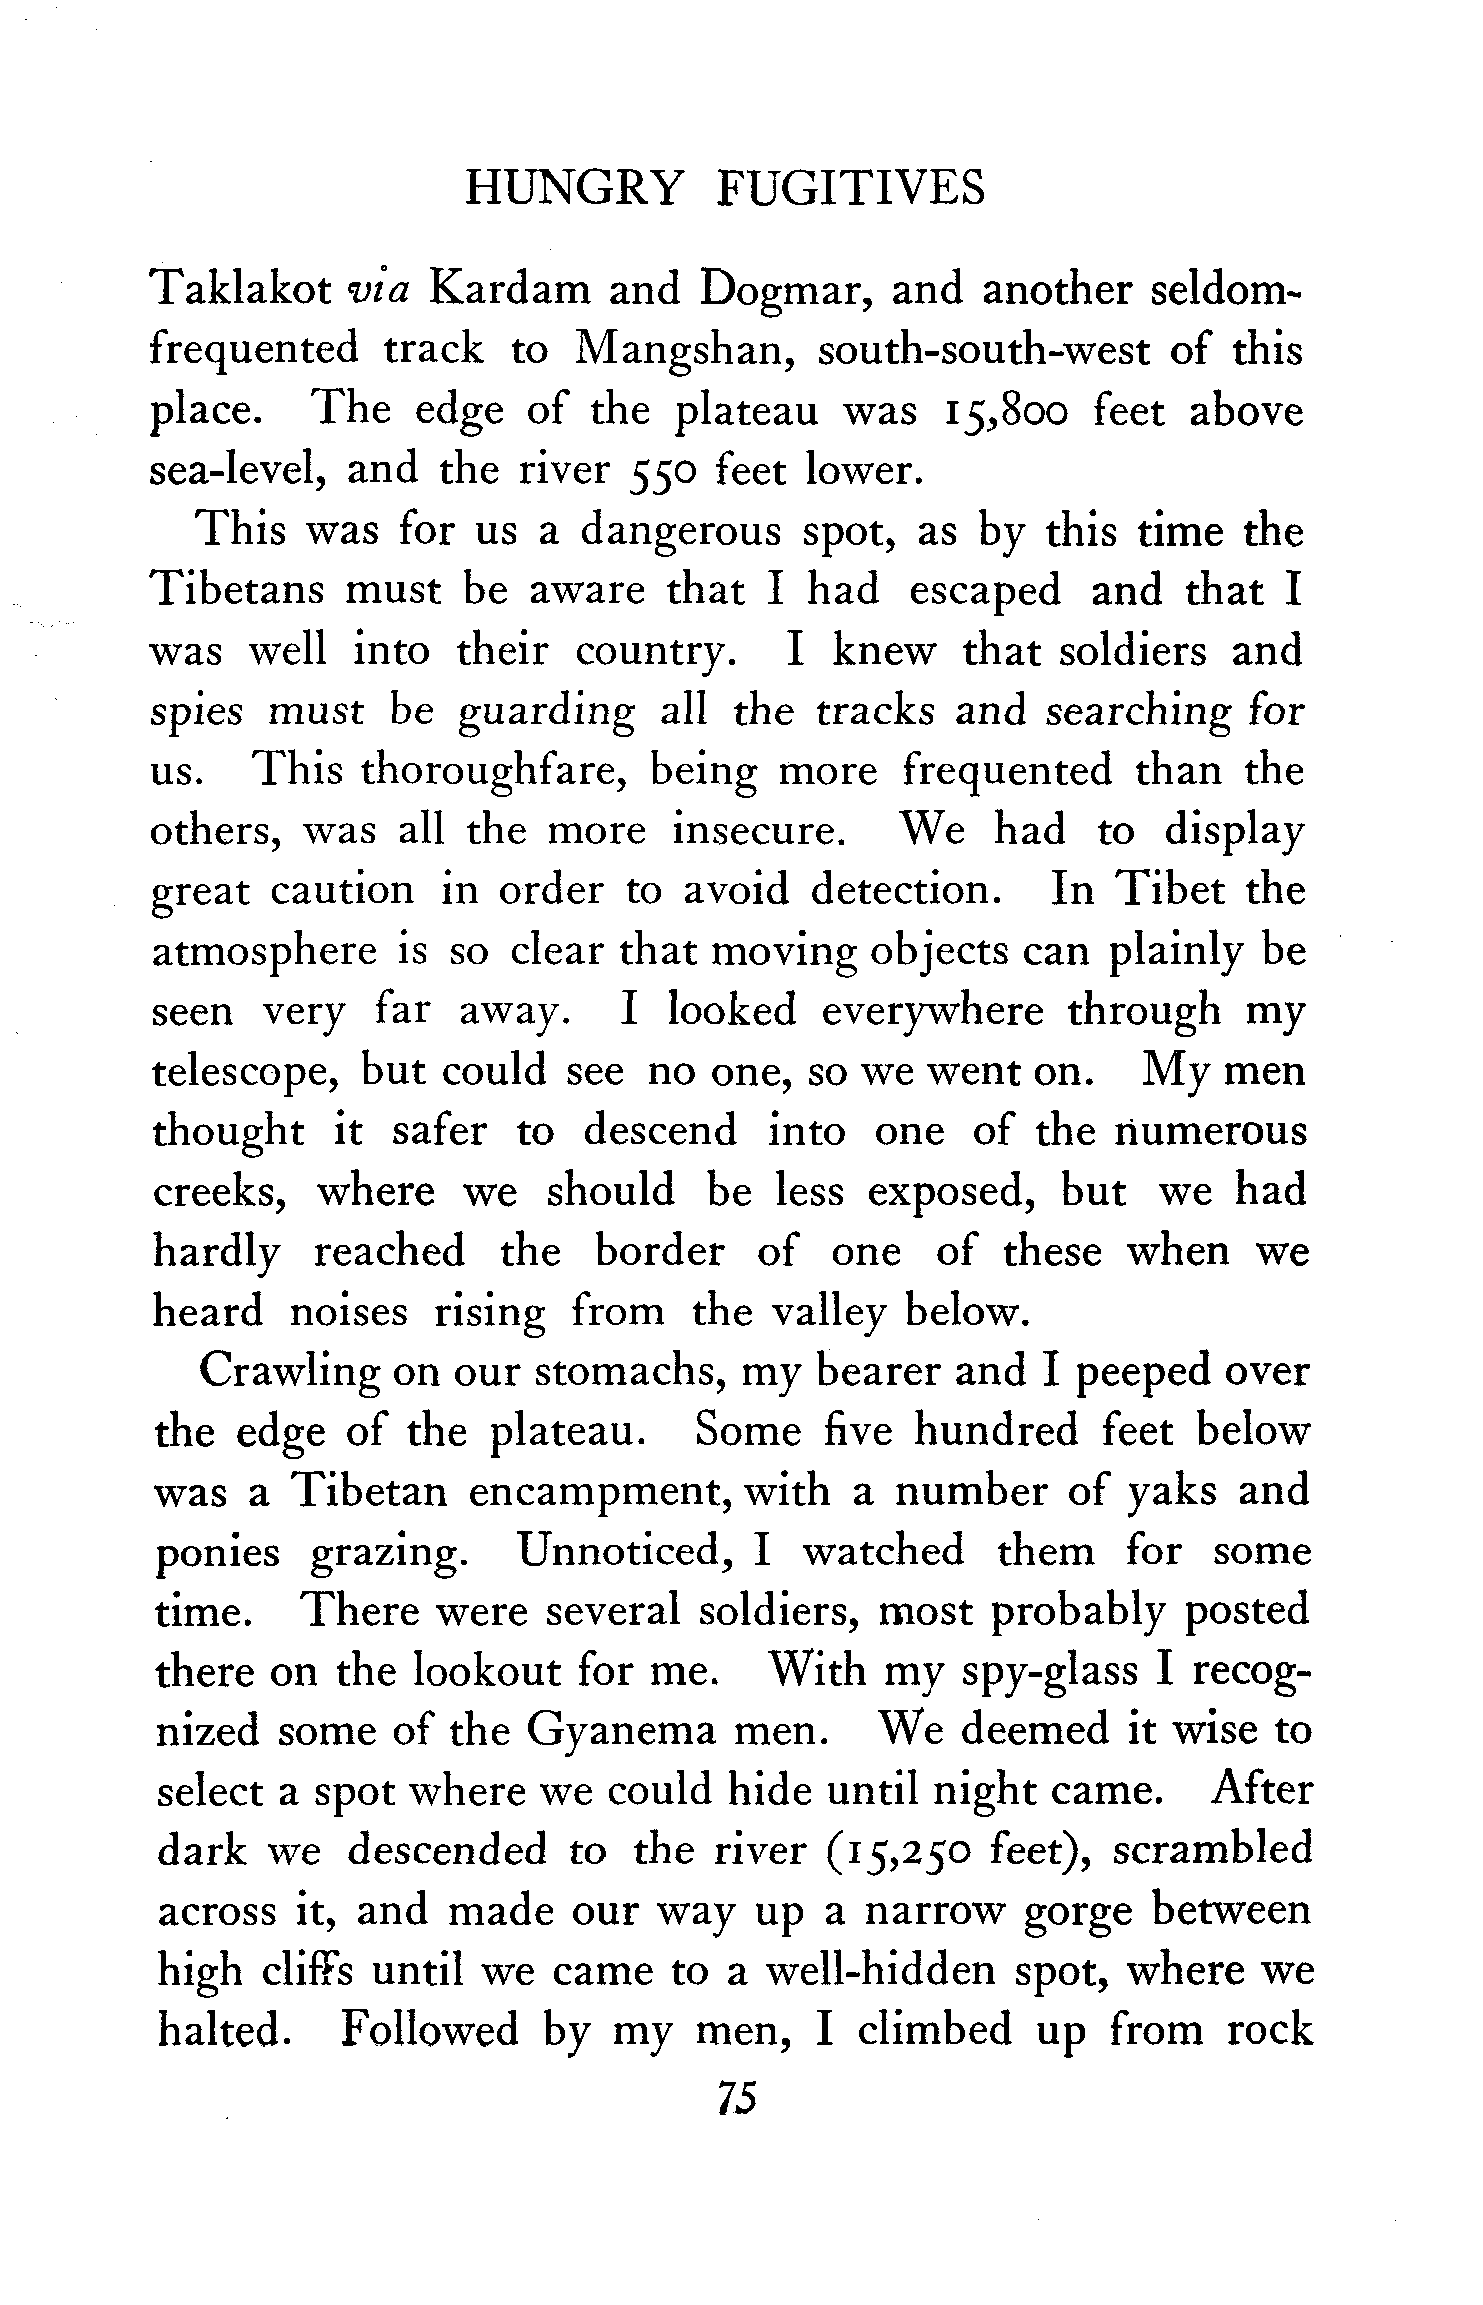 HUNGRY FUGITIVES
Taklakot via Kardam and Dogmar, and another seldom-
frequented track to Mangshan, south-south-west of this
place. The edge of the plateau was 15,800 feet above
sea-level, and the river 550 feet lower.
This was for us a dangerous spot, as by this time the
Tibetans must be aware that I had escaped and that I
was well into their country. I knew that soldiers and
spies must be guarding all the tracks and searching for
us. This thoroughfare, being more frequented than the
others, was all the more insecure. We had to display
great caution in order to avoid detection. In Tibet the
atmosphere is so clear that moving objects can plainly be
seen very far away. I looked everywhere through my
telescope, but could see no one, so we went on. My men
thought it safer to descend into one of the numerous
creeks, where we should be less exposed, but we had
hardly reached the border of one of these when we
heard noises rising from the valley below.
Crawling on our stomachs, my bearer and I peeped over
the edge of the plateau. Some five hundred feet below
was a Tibetan encampment, with a number of yaks and
ponies grazing. Unnoticed, I watched them for some
time. There were several soldiers, most probably posted
there on the lookout for me. With my spy-glass I recog-
nized some of the Gyanema men. We deemed it wise to
select a spot where we could hide until night came. After
dark we descended to the river (15,250 feet), scrambled
across it, and made our way up a narrow gorge between
high cliffs until we came to a well-hidden spot, where we
halted. Followed by my men, I climbed up from rock
75